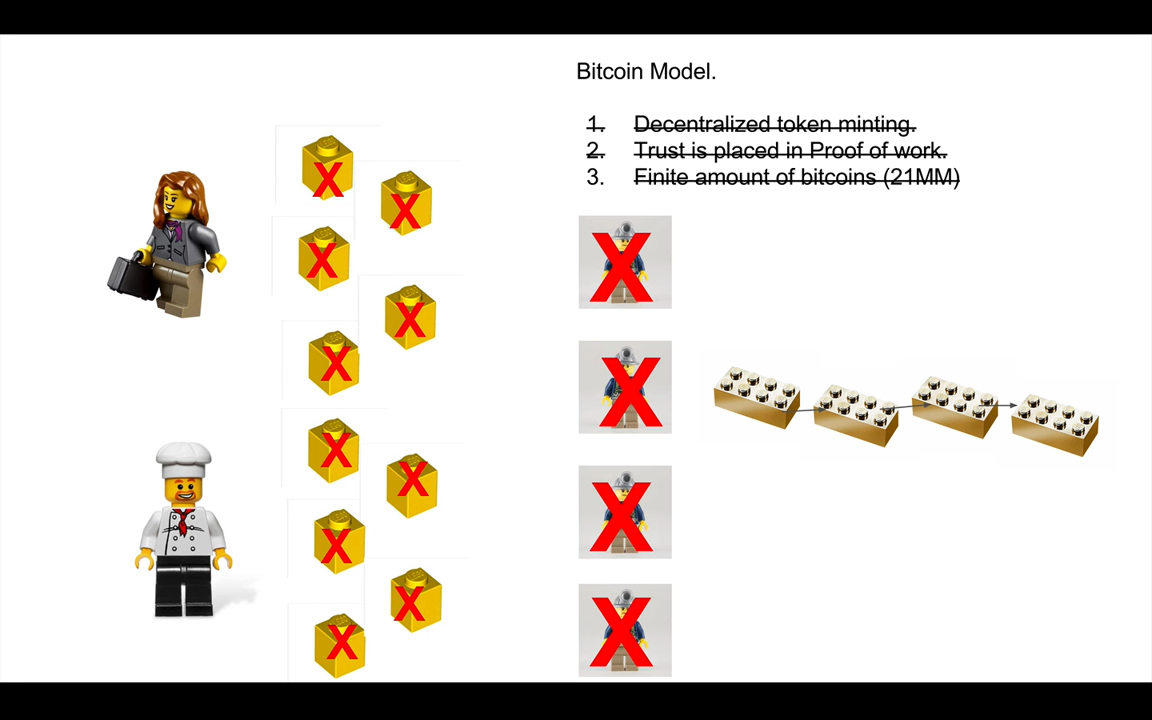 Bitcoin Model.
1. Decentralized token minting.
2. Trust is placed in Proof of work.
3. Finite amount of bitcoins (21MM)
X
X
X
X
X
X
X
X
X
X
X
X
X
X